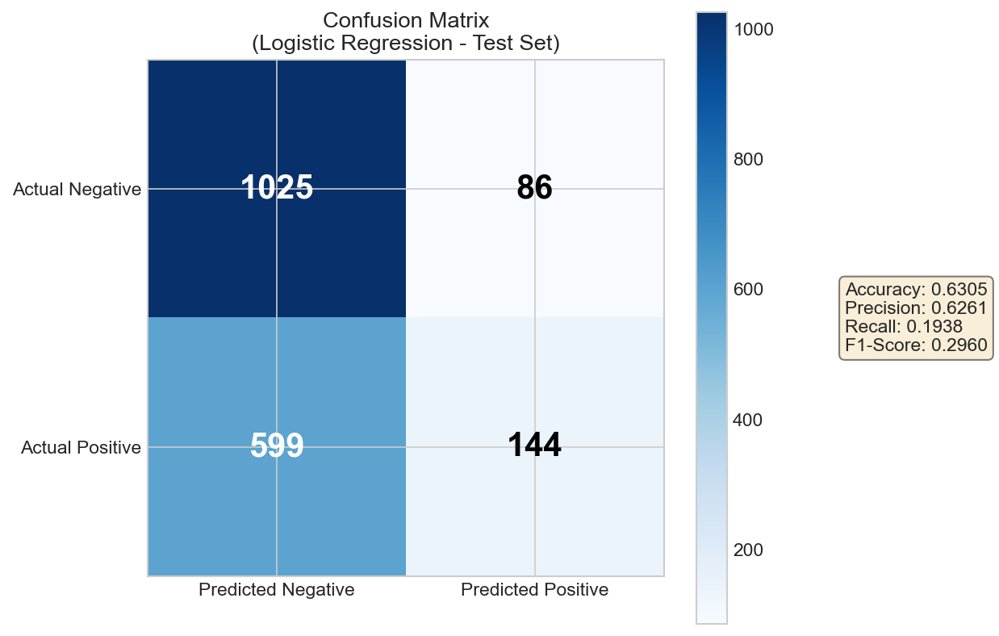 Confusion Matrix
(Logistic Regression - Test Set)
Actual Negative
1025
86
Actual Positive
599
144
Predicted Negative
Predicted Positive
1000
800
600
400
200
Accuracy: 0.6305
Precision: 0.6261
Recall: 0.1938
F1-Score: 0.2960